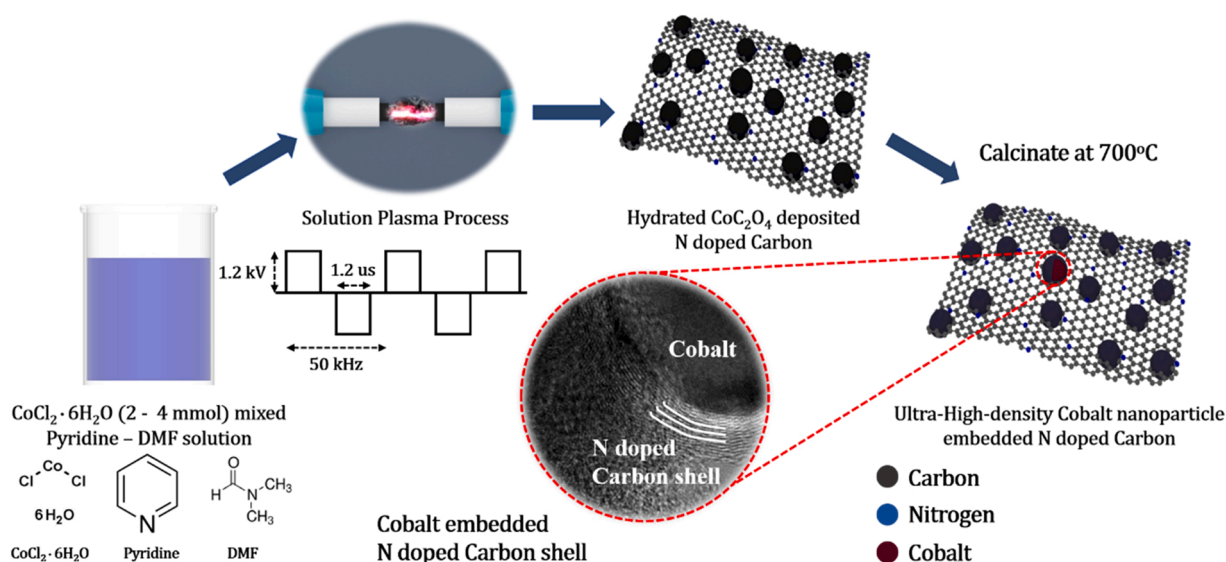 Solution Plasma Process
1.2 kV
1.2 us
50 kHz
CoCl₂·6H₂O (2 - 4 mmol) mixed
Pyridine – DMF solution
Cl Co Cl
6H₂O
N
O
H N CH₃
CH₃
CoCl₂·6H₂O Pyridine DMF
Hydrated CoC₂O₄ deposited
N doped Carbon
Calcinate at 700°C
Cobalt
N doped
Carbon shell
Cobalt embedded
N doped Carbon shell
Ultra-High-density Cobalt nanoparticle
embedded N doped Carbon
Carbon
Nitrogen
Cobalt